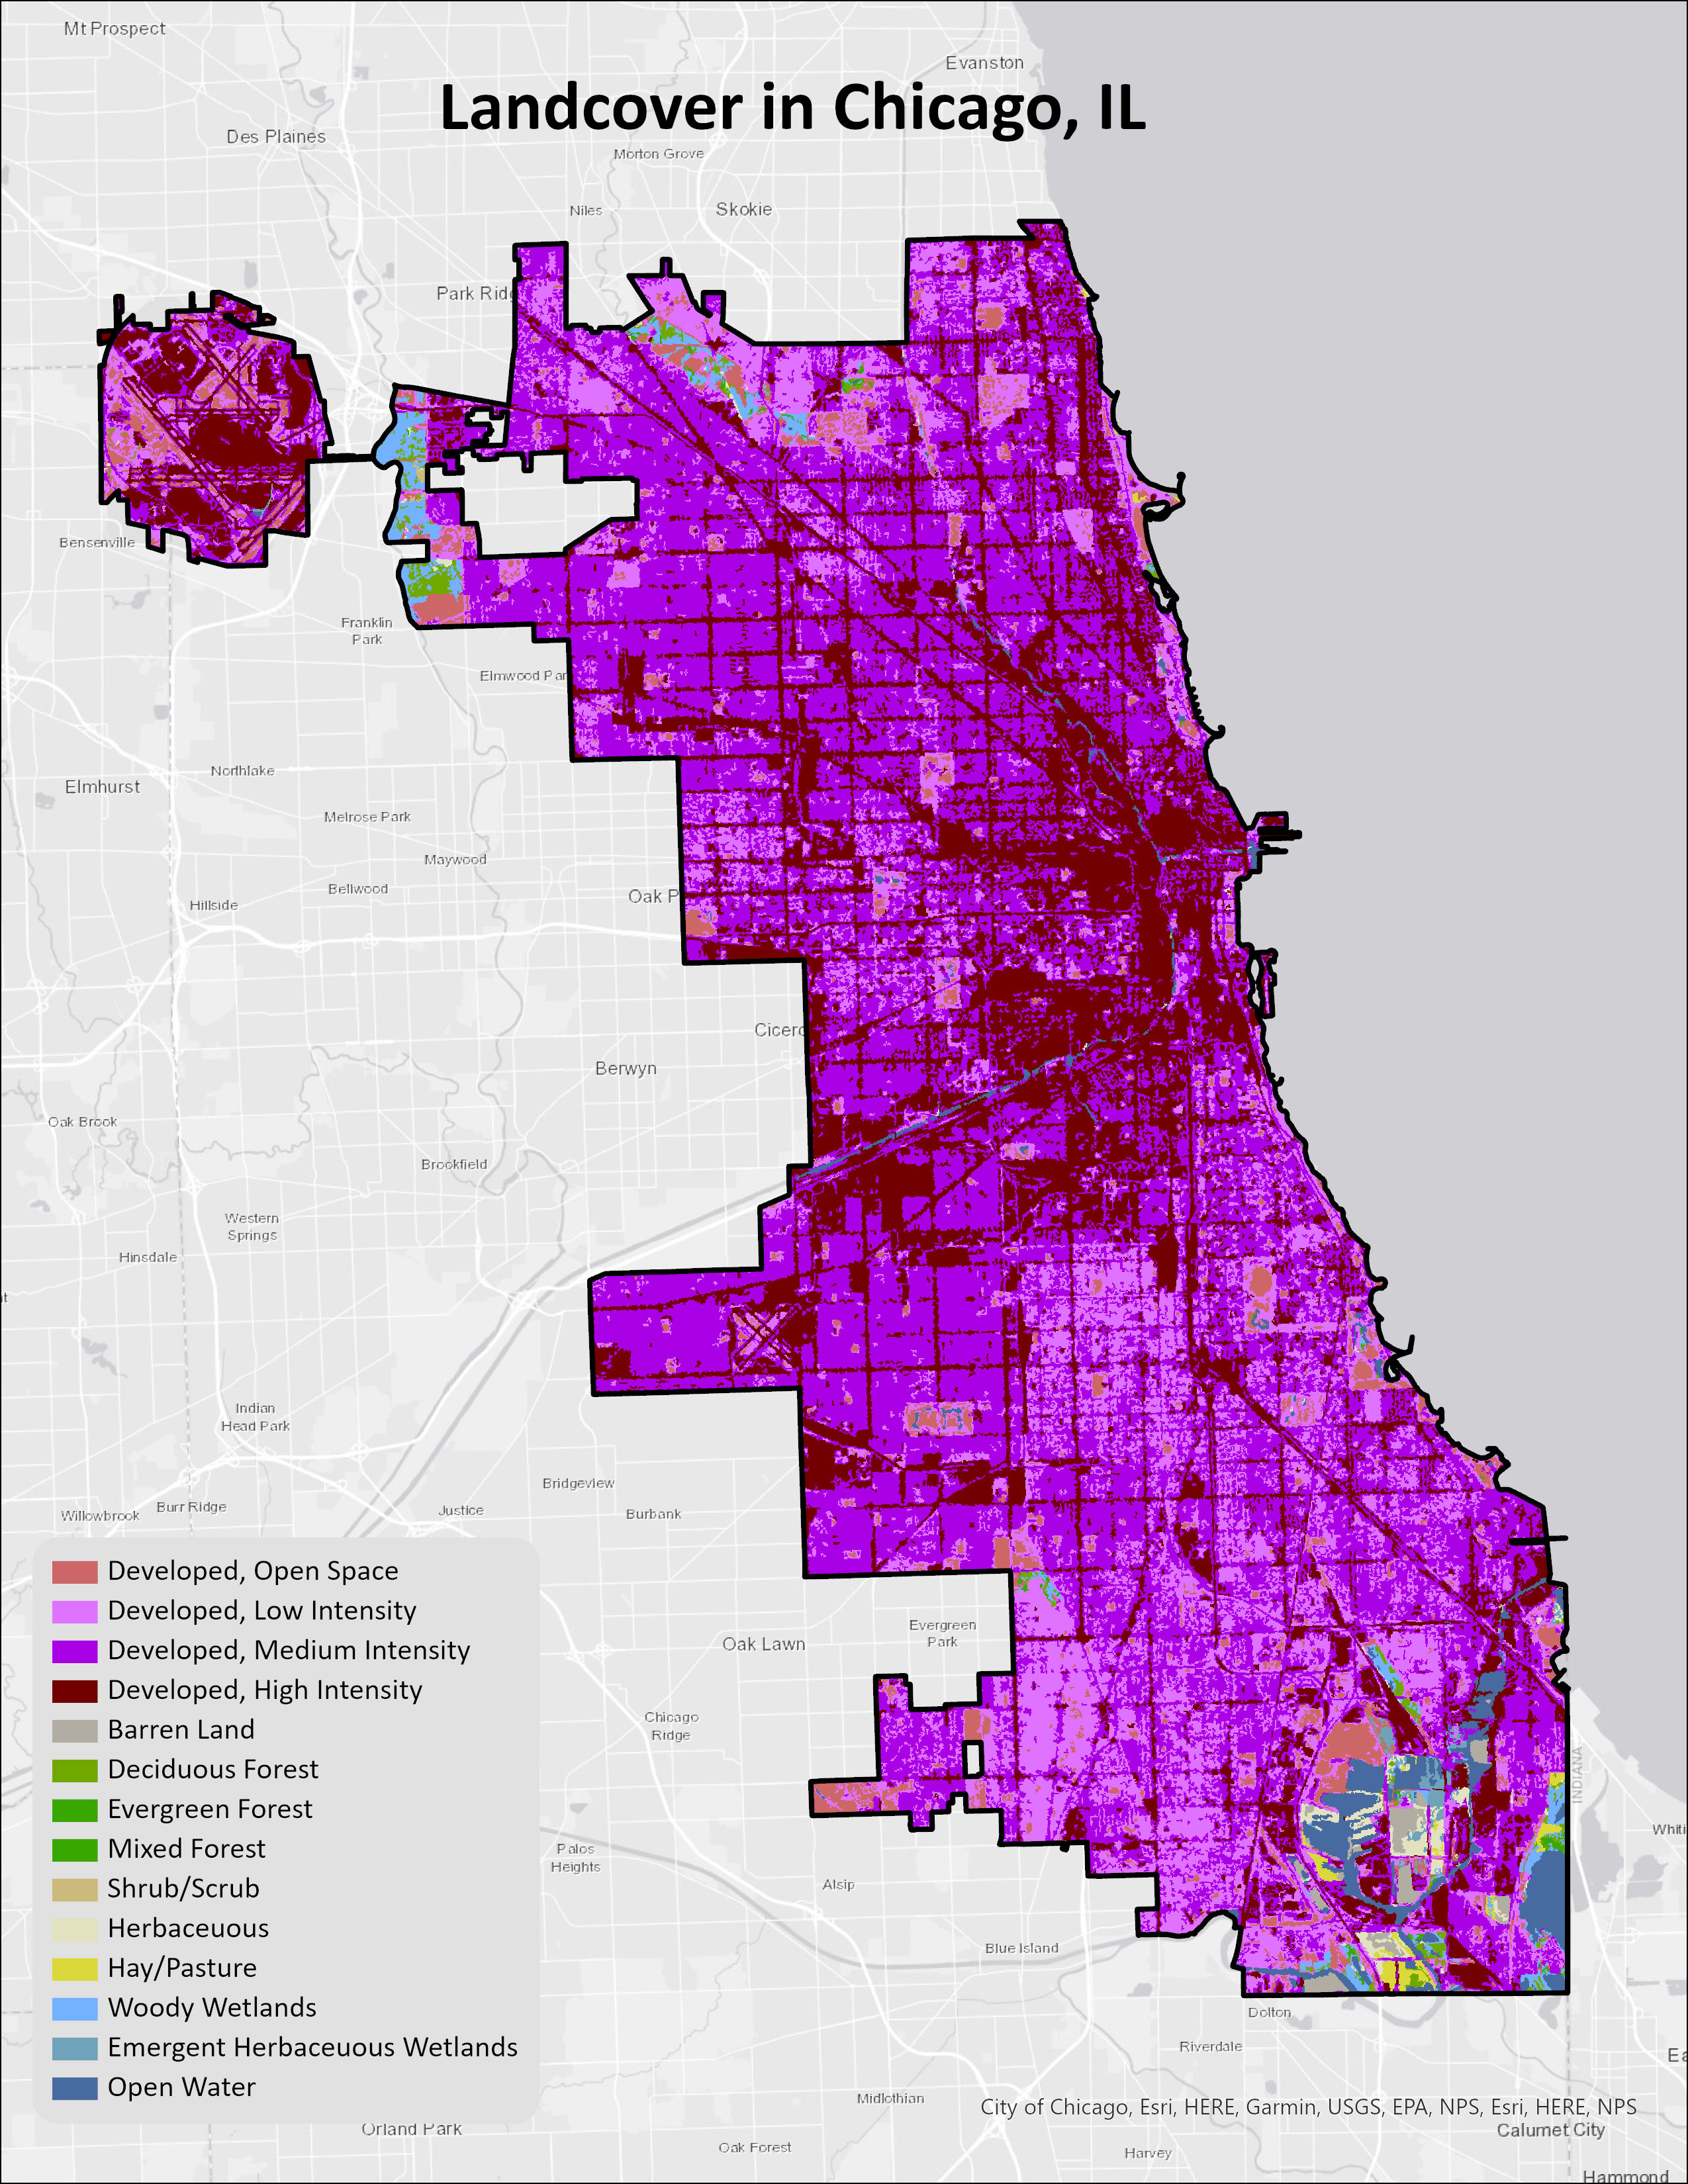 Mt Prospect
Evanston
Landcover in Chicago, IL
Des Plaines
Morton Grove
Niles
Skokie
Park Ridg
Bensenville
Franklin
Park
Elmwood Par
Northlake
Elmhurst
Melrose Park
Maywood
Bellwood
Oak P
Hillside
Cicero
Berwyn
Oak Brook
Brookfield
Western
Springs
Hinsdale
Indian
Head Park
Bridgeview
Burr Ridge
Willowbrook
Justice
Burbank
Evergreen
Park
Oak Lawn
Chicago
Ridge
INDIANA
Whiti
Palos
Heights
Alsip
Blue Island
Dolton
Riverdale
Ea
Midlothian
Orland Park
Oak Forest
Harvey
Calumet City
Hammond
Developed, Open Space
Developed, Low Intensity
Developed, Medium Intensity
Developed, High Intensity
Barren Land
Deciduous Forest
Evergreen Forest
Mixed Forest
Shrub/Scrub
Herbaceuous
Hay/Pasture
Woody Wetlands
Emergent Herbaceuous Wetlands
Open Water
City of Chicago, Esri, HERE, Garmin, USGS, EPA, NPS, Esri, HERE, NPS